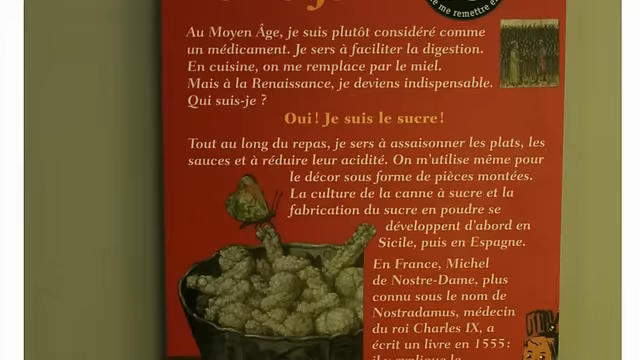 me remettre e
Au Moyen Âge, je suis plutôt considéré comme
un médicament. Je sers à faciliter la digestion.
En cuisine, on me remplace par le miel.
Mais à la Renaissance, je deviens indispensable.
Qui suis-je ?
Oui ! Je suis le sucre !
Tout au long du repas, je sers à assaisonner les plats, les
sauces et à réduire leur acidité. On m'utilise même pour
le décor sous forme de pièces montées.
La culture de la canne à sucre et la
fabrication du sucre en poudre se
développent d'abord en
Sicile, puis en Espagne.
En France, Michel
de Nostre-Dame, plus
connu sous le nom de
Nostradamus, médecin
du roi Charles IX, a
écrit un livre en 1555 :